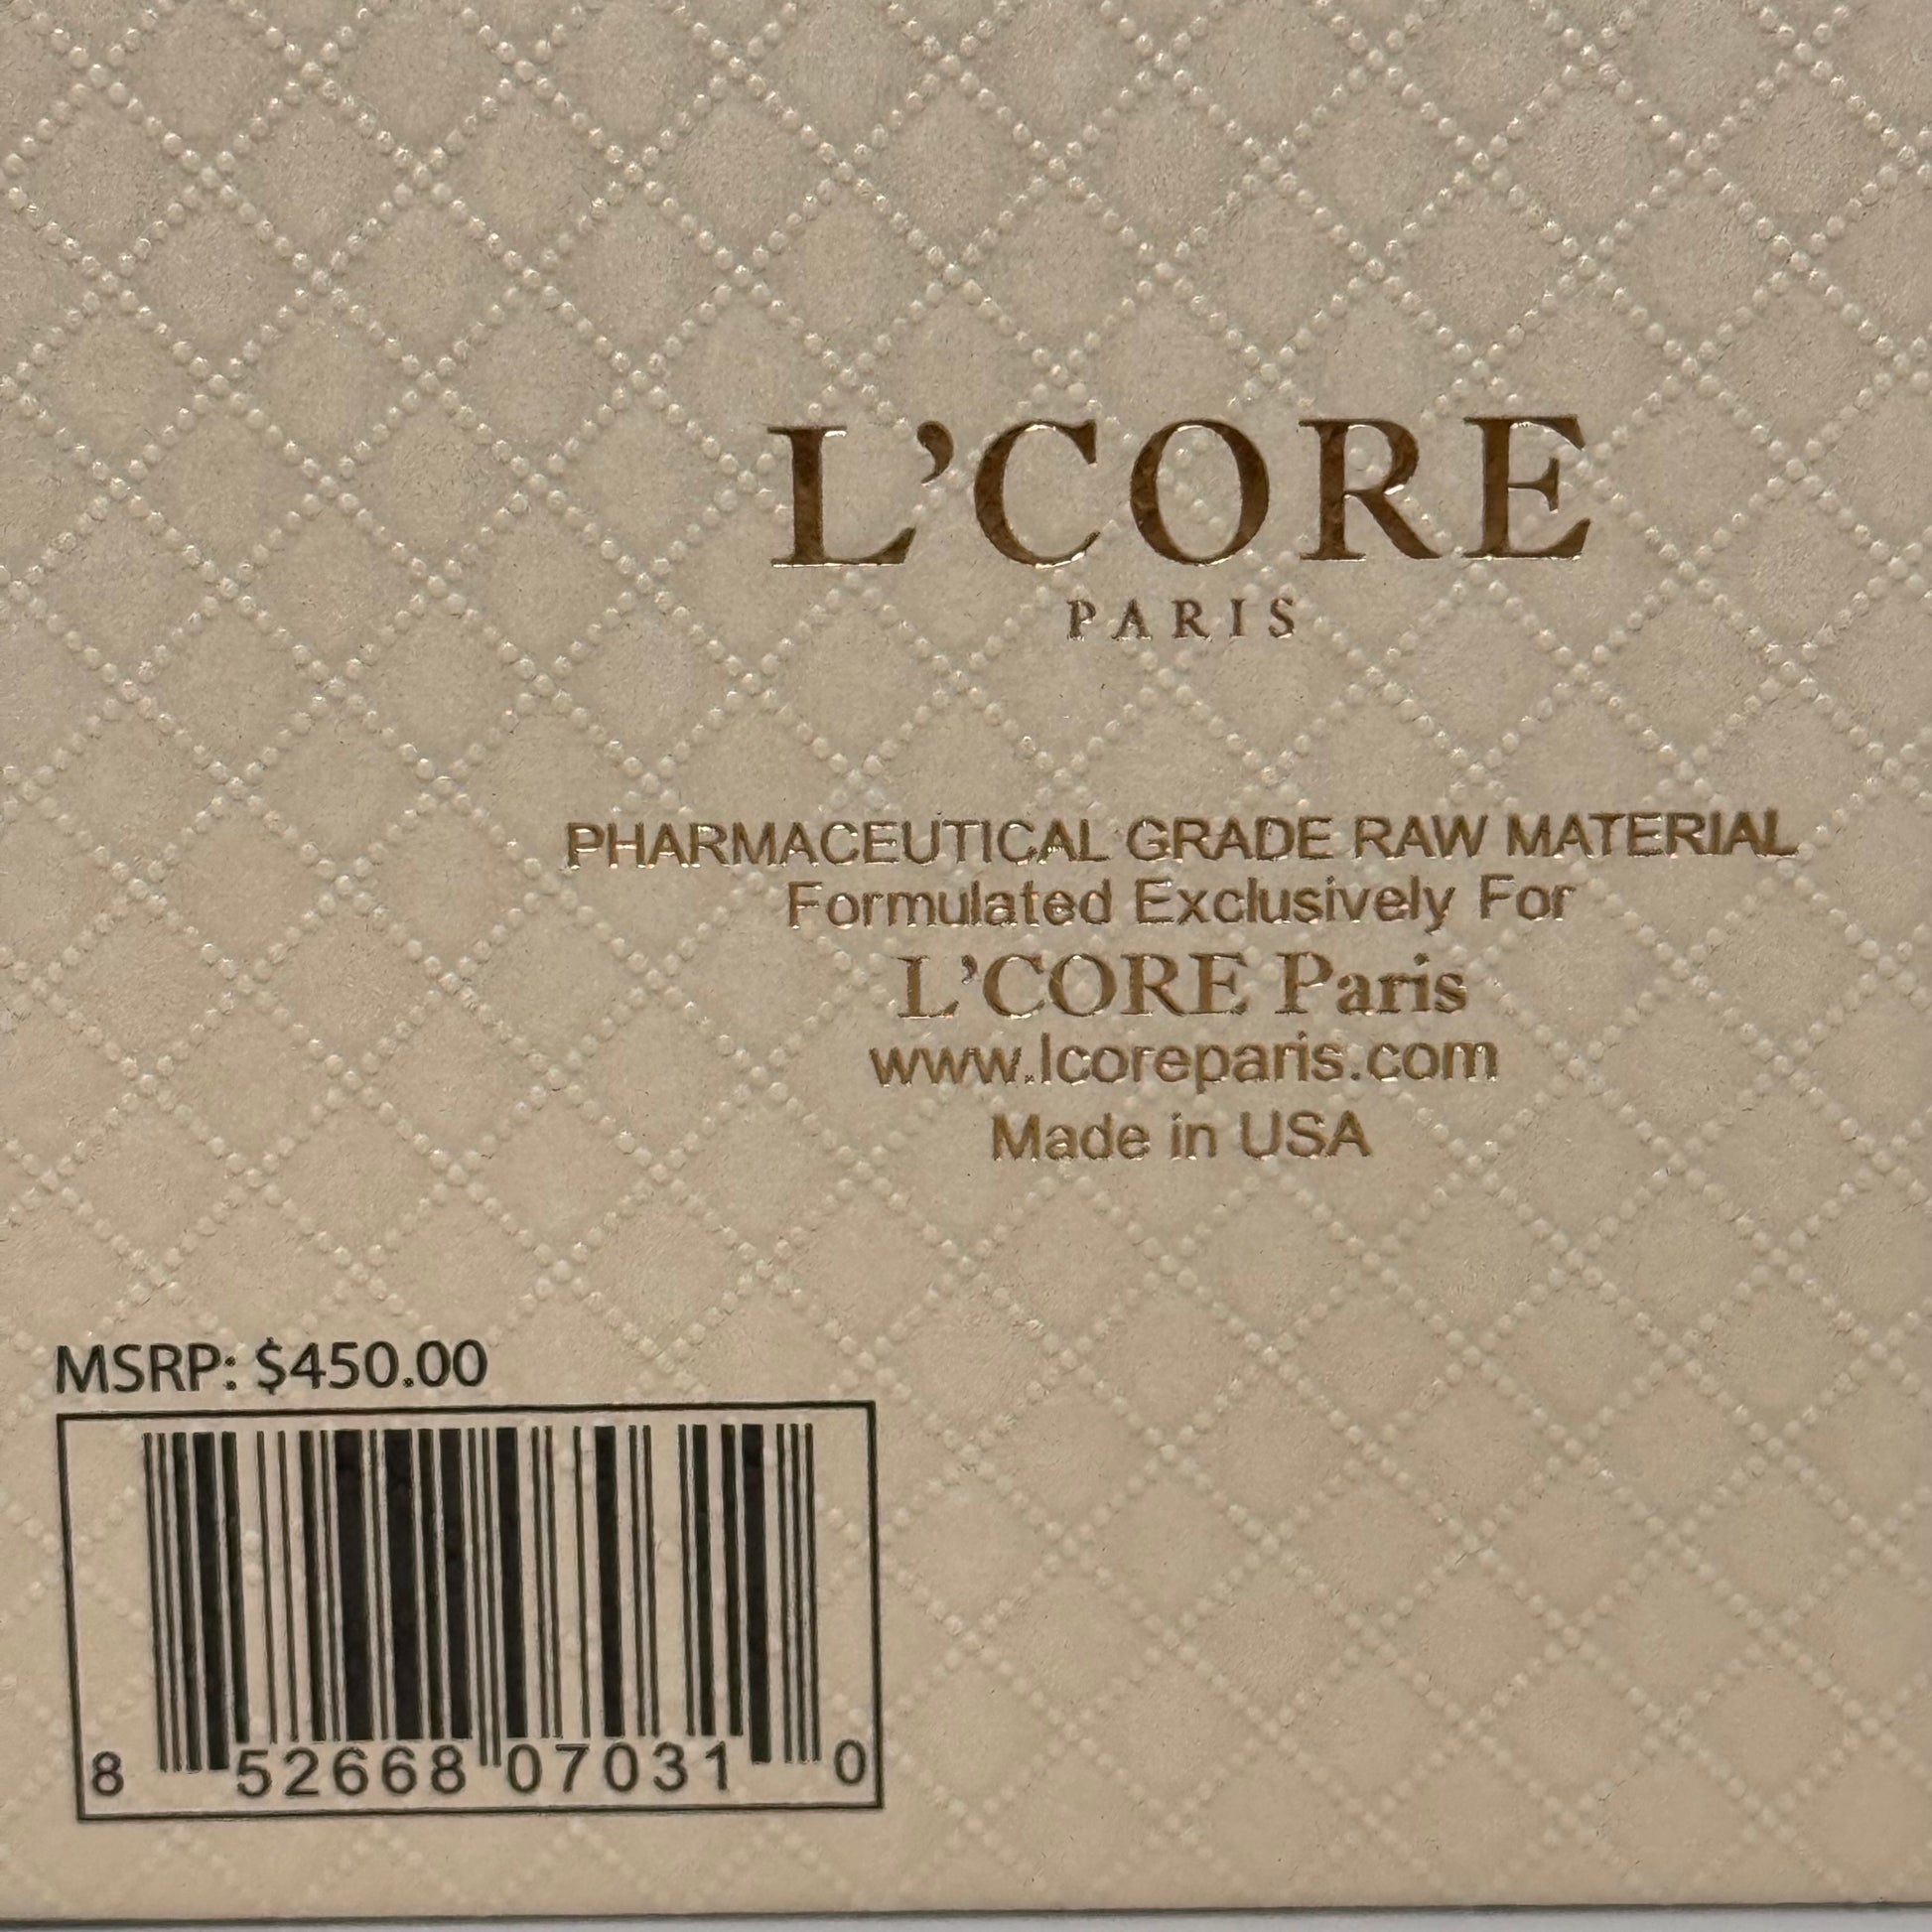 L’CORE
PARIS
PHARMACEUTICAL GRADE RAW MATERIAL
Formulated Exclusively For
L’CORE Paris
www.lcoreparis.com
Made in USA
MSRP: $450.00
8 52668 07031 0